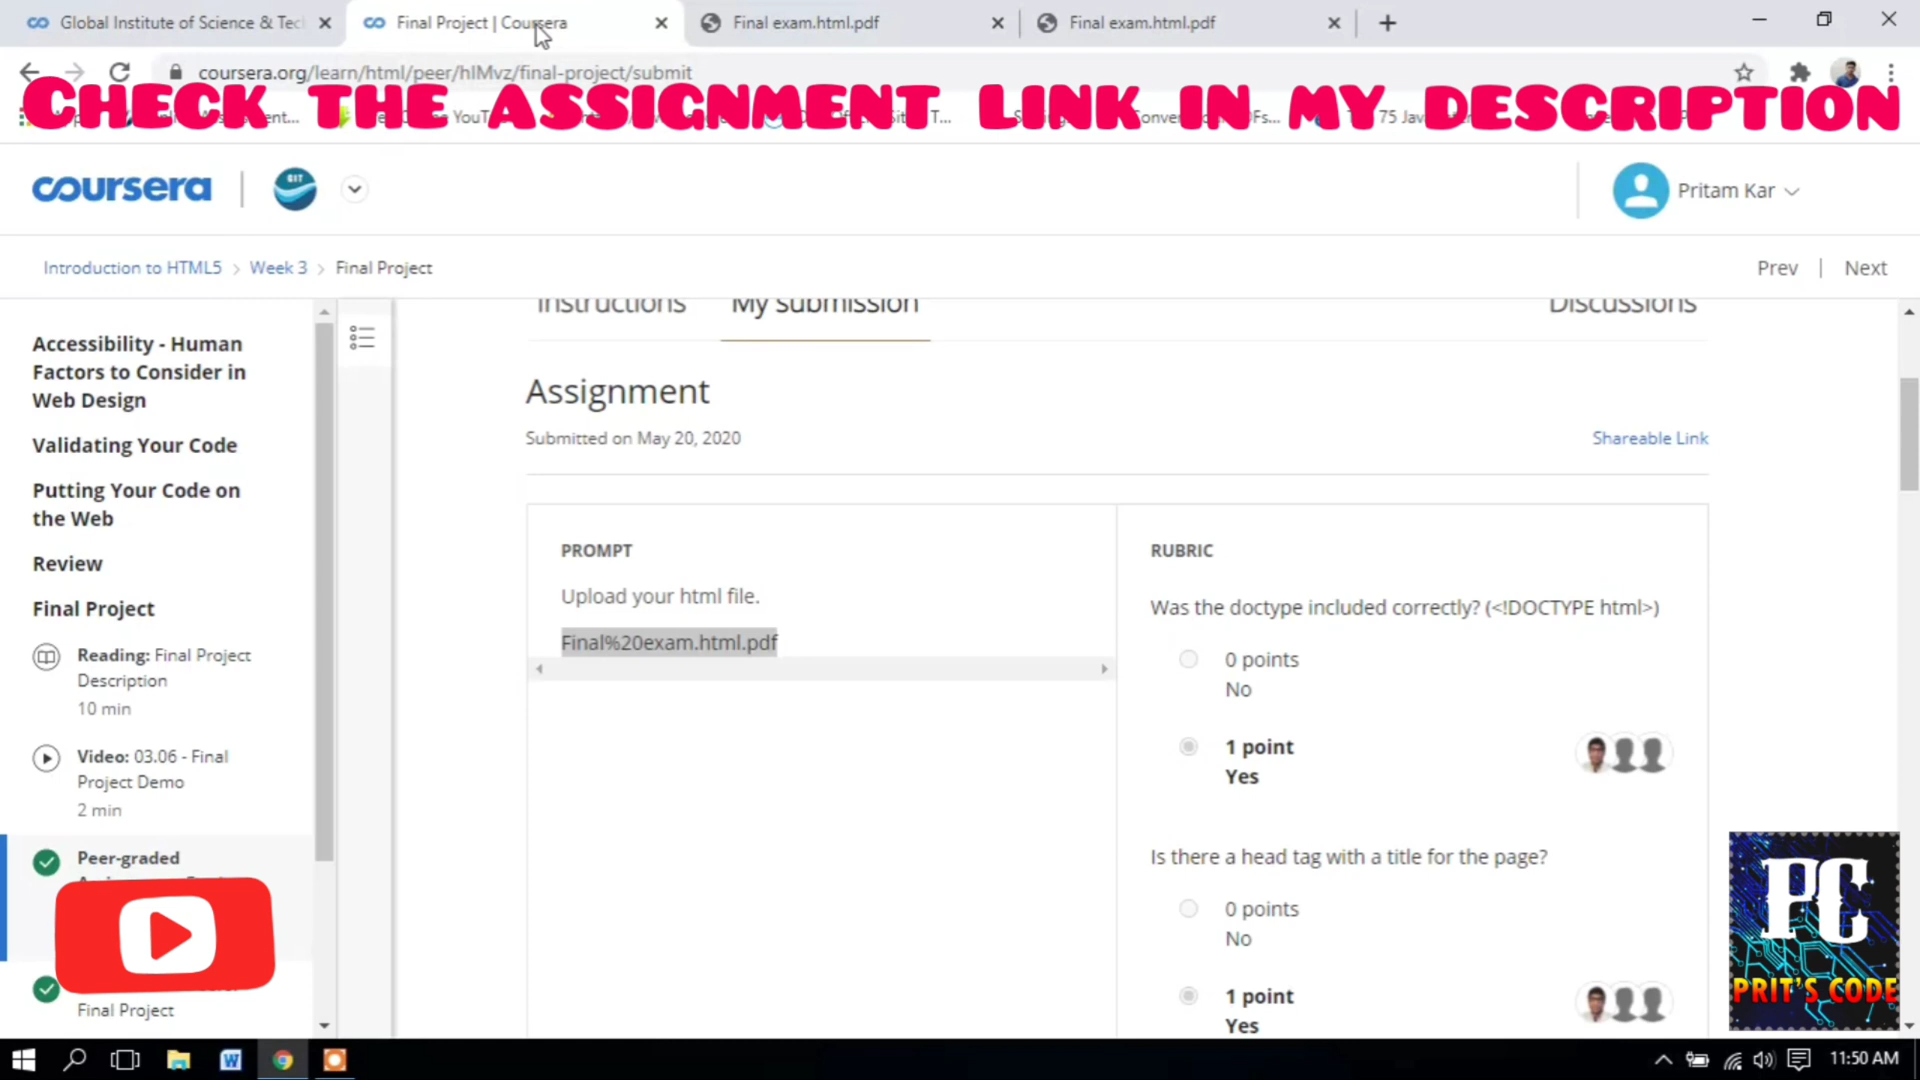 Global Institute of Science & Tec
Final Project | Coursera
Final exam.html.pdf
Final exam.html.pdf
coursera.org/learn/html/peer/hIMvz/final-project/submit
CHECK THE ASSIGNMENT LINK IN MY DESCRIPTION
coursera
GIT
Pritam Kar
Introduction to HTML5 > Week 3 > Final Project
Prev | Next
Instructions
My submission
Discussions
Accessibility - Human
Factors to Consider in
Web Design
Validating Your Code
Putting Your Code on
the Web
Review
Final Project
Reading: Final Project
Description
10 min
Video: 03.06 - Final
Project Demo
2 min
Peer-graded
Final Project
Assignment
Submitted on May 20, 2020
Shareable Link
PROMPT
Upload your html file.
Final%20exam.html.pdf
RUBRIC
Was the doctype included correctly? (<!DOCTYPE html>)
0 points
No
1 point
Yes
Is there a head tag with a title for the page?
0 points
No
1 point
Yes
PC
PRIT'S CODE
11:50 AM